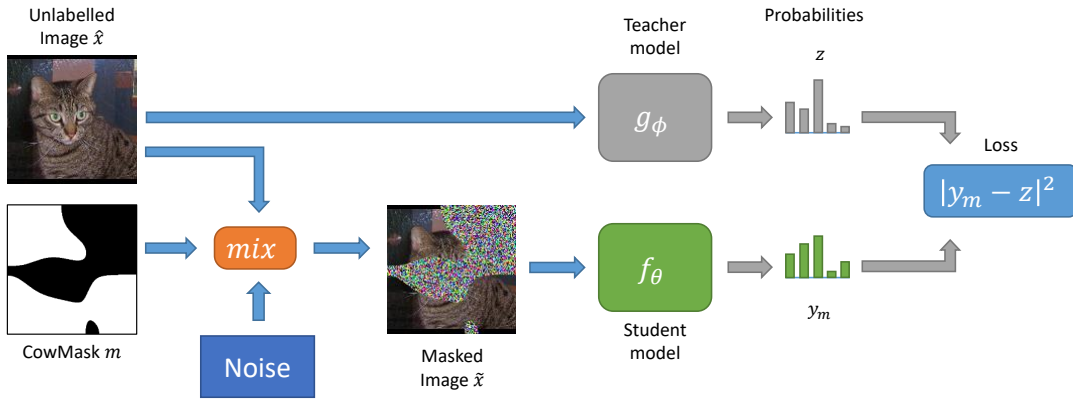 Unlabelled
Image x̂
Teacher
model
Probabilities
z
g_ϕ
Loss
|y_m − z|²
mix
f_θ
y_m
CowMask m
Noise
Masked
Image x̃
Student
model